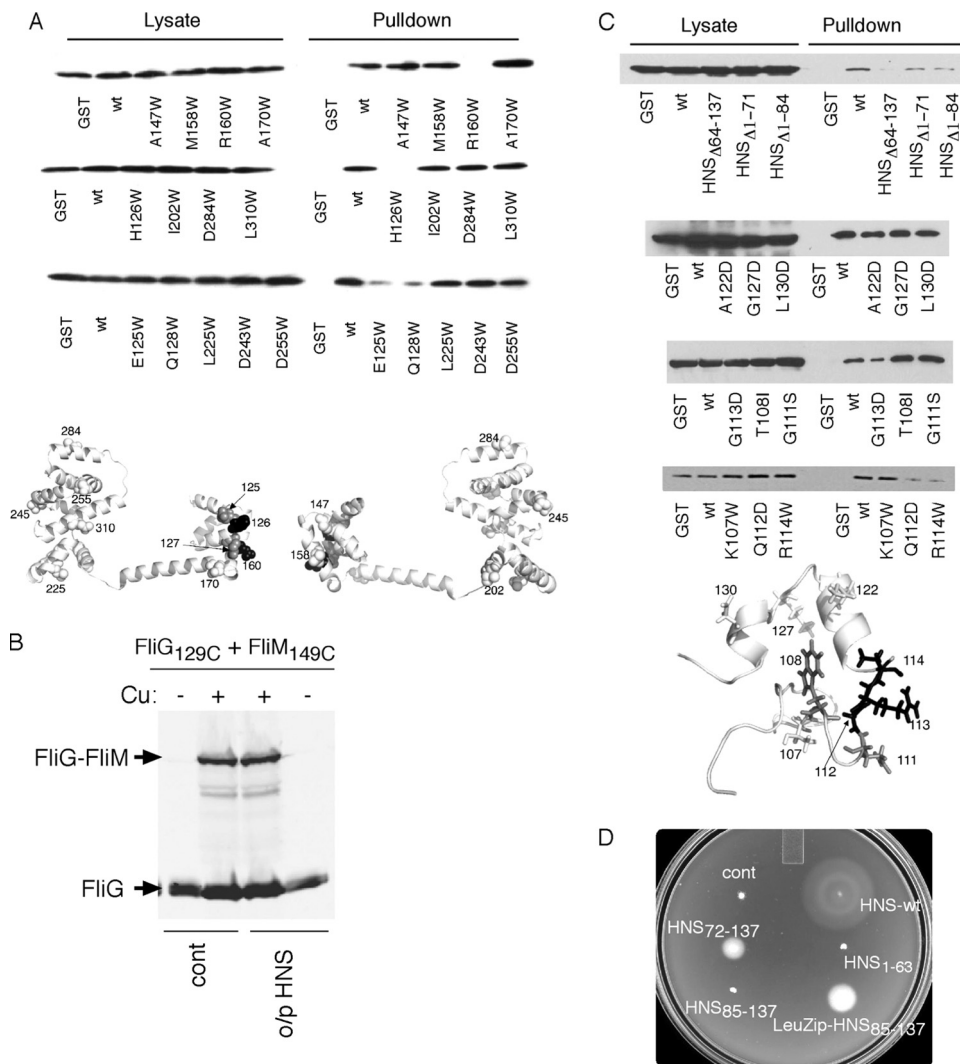 A
Lysate
Pulldown
GST
wt
A147W
M158W
R160W
A170W
GST
wt
A147W
M158W
R160W
A170W
GST
wt
H126W
I202W
D284W
L310W
GST
wt
H126W
I202W
D284W
L310W
GST
wt
E125W
Q128W
L225W
D243W
D255W
GST
wt
E125W
Q128W
L225W
D243W
D255W
284
245
255
310
225
125
126
127
160
170
147
158
284
245
202
B
FliG129C + FliM149C
Cu: - + + -
FliG-FliM
FliG
cont
o/p HNS
C
Lysate
Pulldown
GST
wt
HNSΔ64-137
HNSΔ1–71
HNSΔ1–84
GST
wt
HNSΔ64-137
HNSΔ1–71
HNSΔ1–84
GST
wt
A122D
G127D
L130D
GST
wt
A122D
G127D
L130D
GST
wt
G113D
T108I
G111S
GST
wt
G113D
T108I
G111S
GST
wt
K107W
Q112D
R114W
GST
wt
K107W
Q112D
R114W
130
122
127
108
114
113
107
112
111
D
cont
HNS-wt
HNS72-137
HNS1-63
HNS85-137
LeuZip-HNS85-137